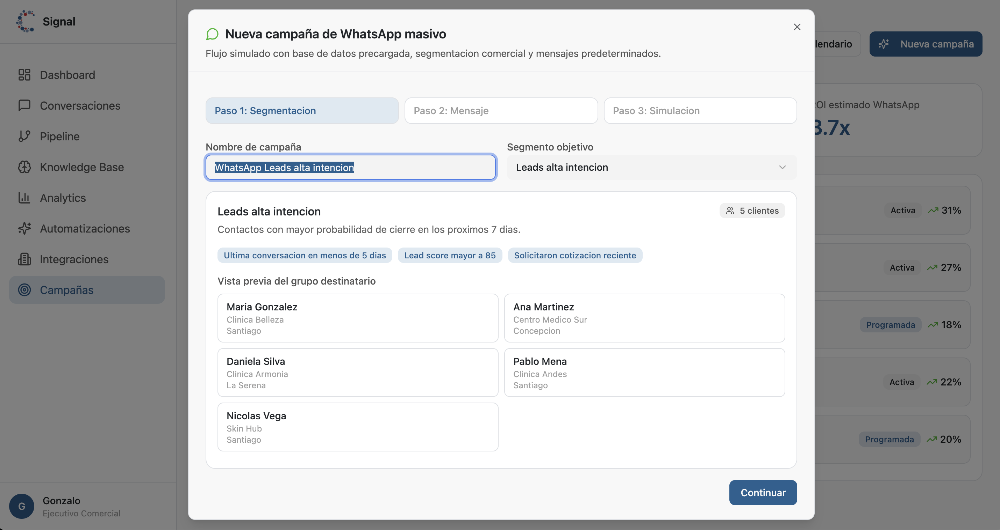 Signal
Dashboard
Conversaciones
Pipeline
Knowledge Base
Analytics
Automatizaciones
Integraciones
Campañas
G
Gonzalo
Ejecutivo Comercial
Nueva campaña de WhatsApp masivo
Flujo simulado con base de datos precargada, segmentacion comercial y mensajes predeterminados.
Paso 1: Segmentacion
Paso 2: Mensaje
Paso 3: Simulacion
Nombre de campaña
WhatsApp Leads alta intencion
Segmento objetivo
Leads alta intencion
Leads alta intencion
5 clientes
Contactos con mayor probabilidad de cierre en los proximos 7 dias.
Ultima conversacion en menos de 5 dias
Lead score mayor a 85
Solicitaron cotizacion reciente
Vista previa del grupo destinatario
Maria Gonzalez
Clinica Belleza
Santiago
Ana Martinez
Centro Medico Sur
Concepcion
Daniela Silva
Clinica Armonia
La Serena
Pablo Mena
Clinica Andes
Santiago
Nicolas Vega
Skin Hub
Santiago
Continuar
Nueva campaña
estimado WhatsApp
3.7x
Activa 31%
Activa 27%
Programada 18%
Activa 22%
Programada 20%